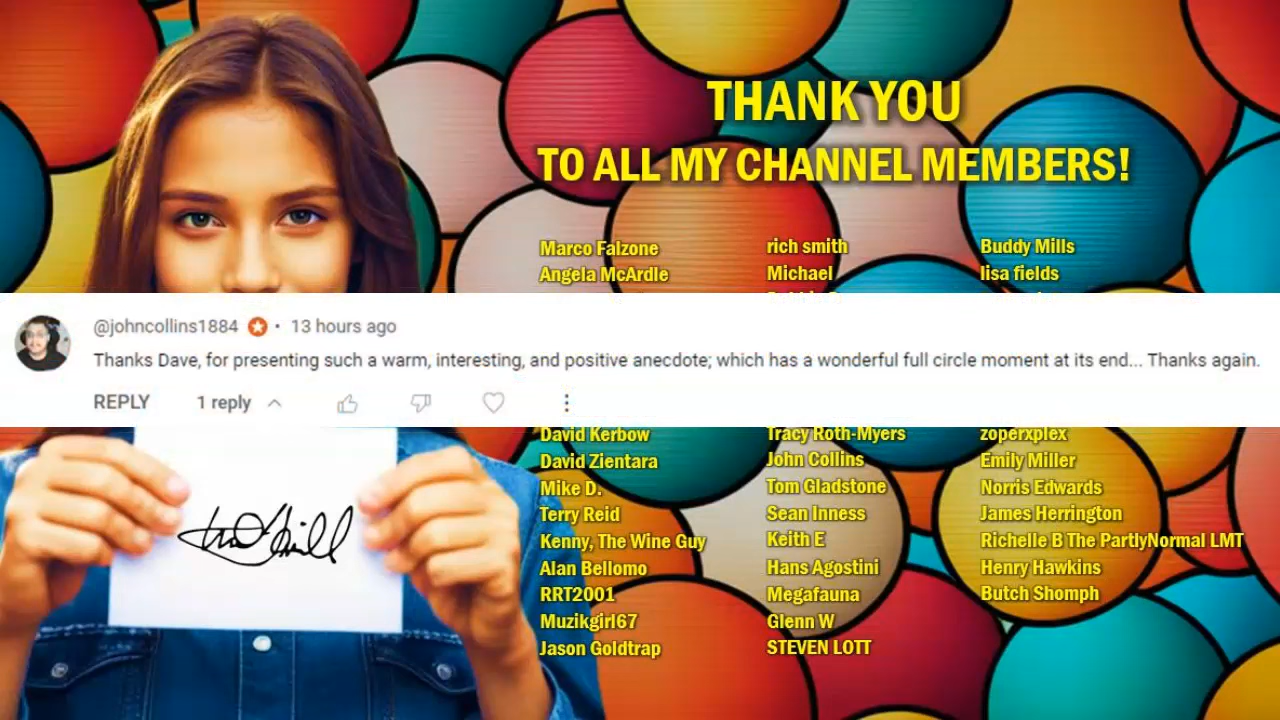 THANK YOU
TO ALL MY CHANNEL MEMBERS!
Marco Falzone
Angela McArdle
rich smith
Michael
Buddy Mills
lisa fields
@johncollins1884 • 13 hours ago
Thanks Dave, for presenting such a warm, interesting, and positive anecdote; which has a wonderful full circle moment at its end... Thanks again.
REPLY 1 reply
David Kerbow
David Zientara
Mike D.
Terry Reid
Kenny, The Wine Guy
Alan Bellomo
RRT2001
Muzikgirl67
Jason Goldtrap
Tracy Roth-Myers
John Collins
Tom Gladstone
Sean Inness
Keith E
Hans Agostini
Megafauna
Glenn W
STEVEN LOTT
zoperxplex
Emily Miller
Norris Edwards
James Herrington
Richelle B The PartlyNormal LMT
Henry Hawkins
Butch Shomph